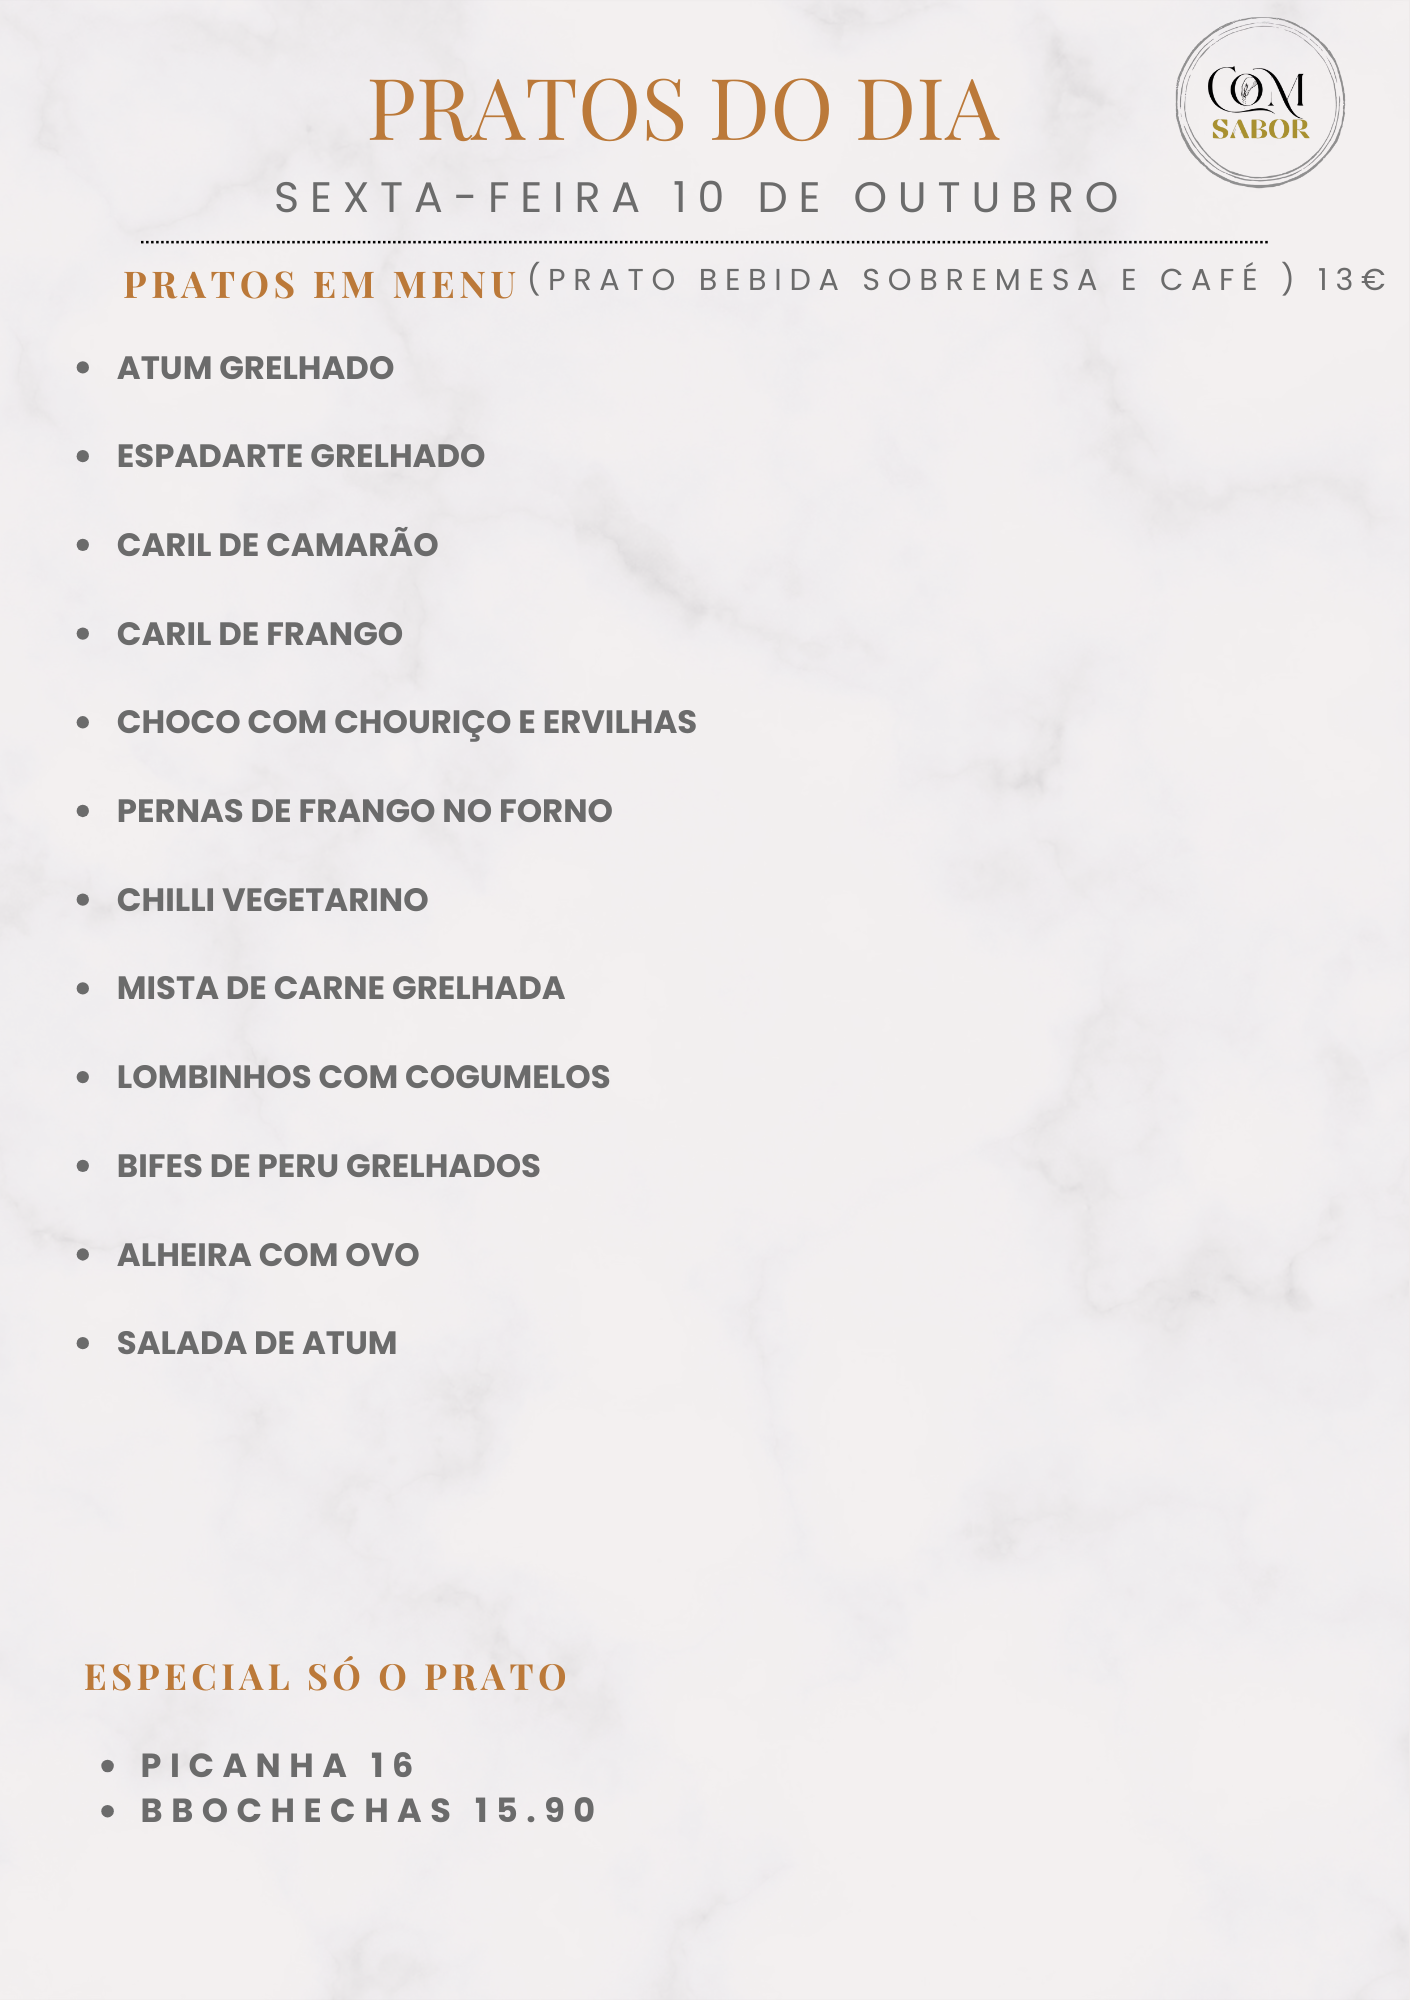 PRATOS DO DIA
COM
SABOR
SEXTA-FEIRA 10 DE OUTUBRO
PRATOS EM MENU (PRATO BEBIDA SOBREMESA E CAFÉ ) 13€
• ATUM GRELHADO
• ESPADARTE GRELHADO
• CARIL DE CAMARÃO
• CARIL DE FRANGO
• CHOCO COM CHOURIÇO E ERVILHAS
• PERNAS DE FRANGO NO FORNO
• CHILLI VEGETARINO
• MISTA DE CARNE GRELHADA
• LOMBINHOS COM COGUMELOS
• BIFES DE PERU GRELHADOS
• ALHEIRA COM OVO
• SALADA DE ATUM
ESPECIAL SÓ O PRATO
• PICANHA 16
• BBOCHECHAS 15.90